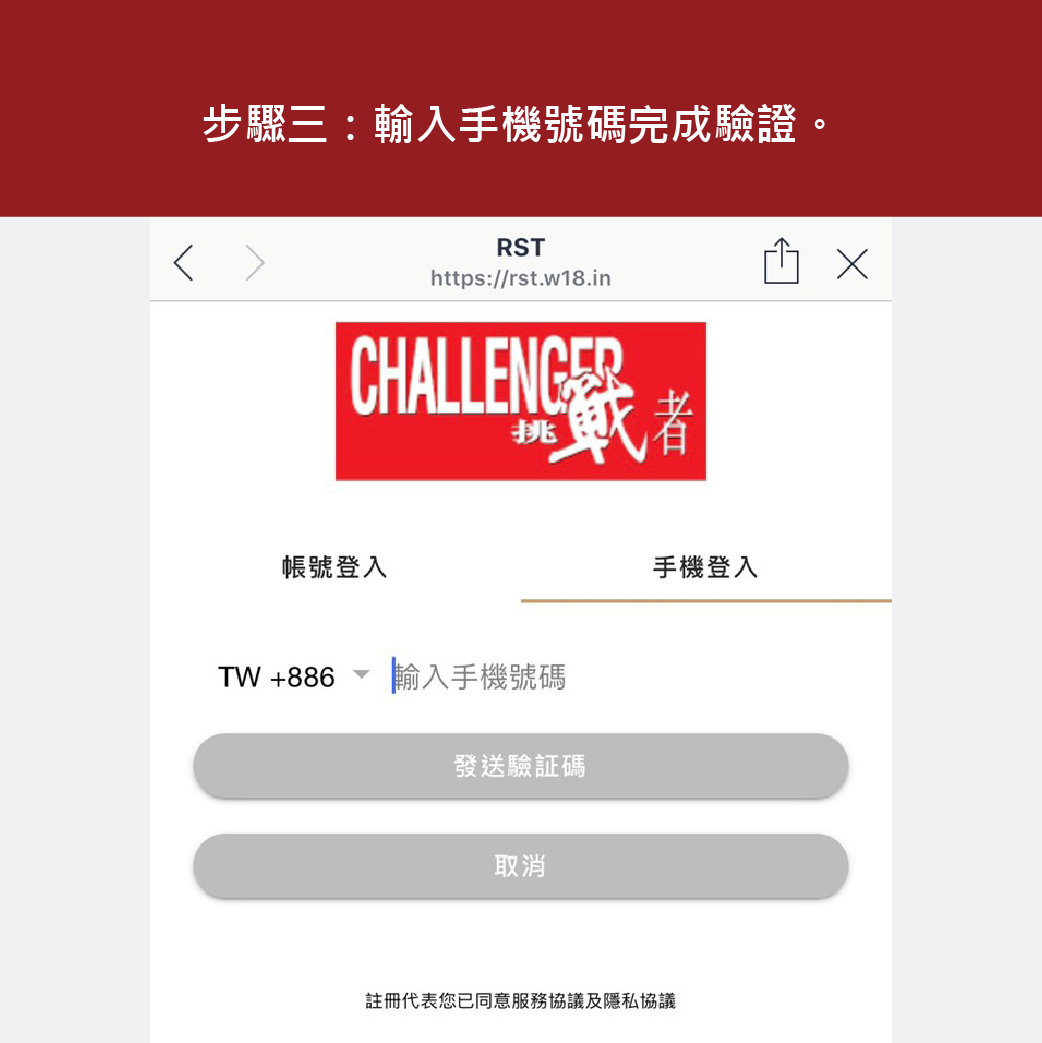 步驟三：輸入手機號碼完成驗證。
RST
https://rst.w18.in
CHALLENGER
挑戰者
帳號登入
手機登入
TW +886
輸入手機號碼
發送驗証碼
取消
註冊代表您已同意服務協議及隱私協議